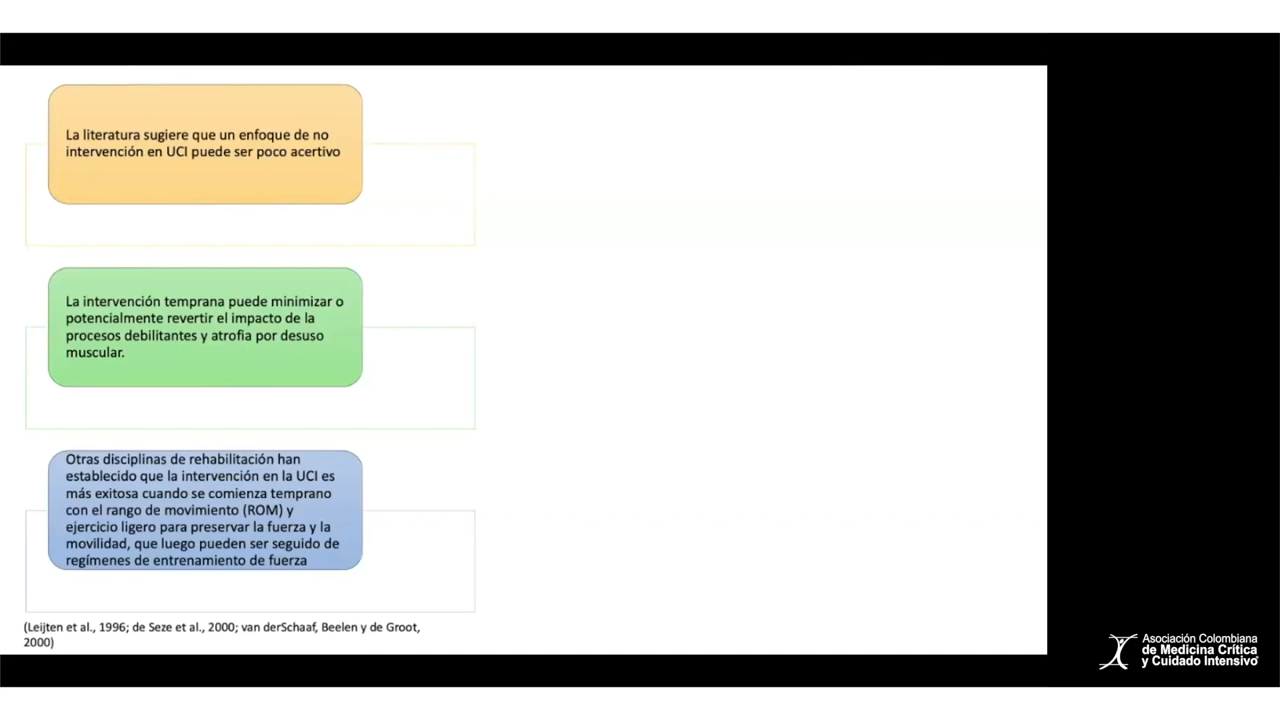 La literatura sugiere que un enfoque de no
intervención en UCI puede ser poco acertivo
La intervención temprana puede minimizar o
potencialmente revertir el impacto de la
procesos debilitantes y atrofia por desuso
muscular.
Otras disciplinas de rehabilitación han
establecido que la intervención en la UCI es
más exitosa cuando se comienza temprano
con el rango de movimiento (ROM) y
ejercicio ligero para preservar la fuerza y la
movilidad, que luego pueden ser seguido de
regímenes de entrenamiento de fuerza
(Leijten et al., 1996; de Seze et al., 2000; van derSchaaf, Beelen y de Groot,
2000)
Asociación Colombiana
de Medicina Crítica
y Cuidado Intensivo